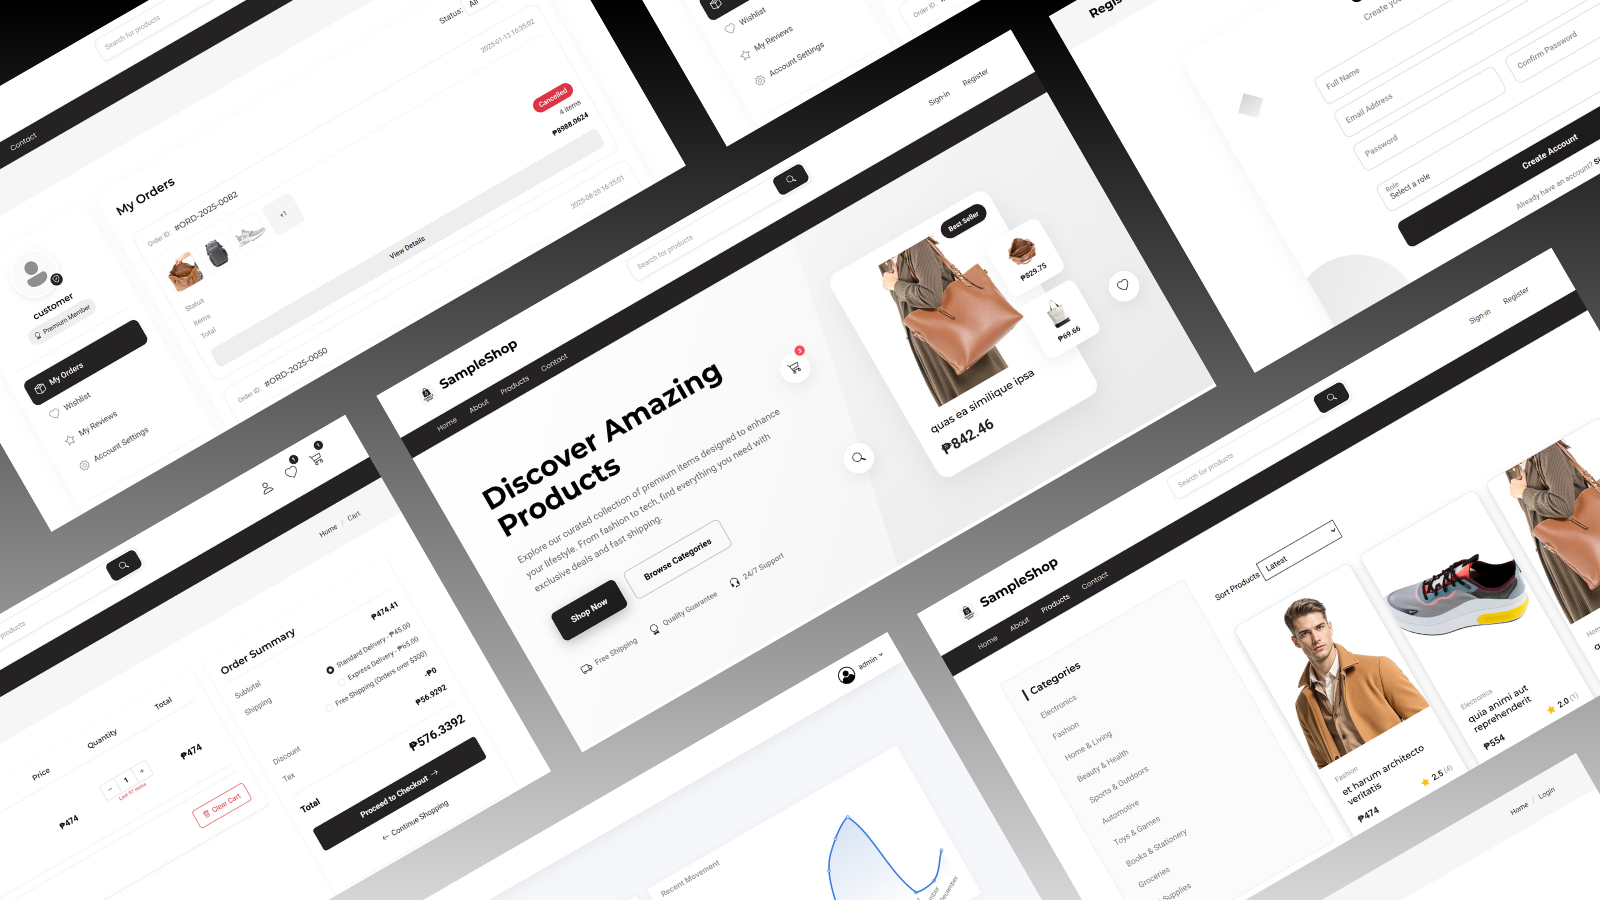 Search for products
Contact
Status:
All
My Orders
Order ID: #ORD-2025-0082
2025-01-13 16:35:02
+1
Status
Cancelled
Items
4 items
Total
₱8988.0624
View Details
Order ID: #ORD-2025-0050
2025-08-20 16:35:01
customer
Premium Member
My Orders
Wishlist
My Reviews
Account Settings
Wishlist
My Reviews
Account Settings
Order ID:
Create
Full Name
Email Address
Confirm Password
Password
Role
Select a role
Create Account
Already have an account?
SampleShop
Search for products
Sign-in
Register
Home
About
Products
Contact
Discover Amazing
Products
Explore our curated collection of premium items designed to enhance
your lifestyle. From fashion to tech, find everything you need with
exclusive deals and fast shipping.
Shop Now
Browse Categories
Free Shipping
Quality Guarantee
24/7 Support
3
Best Seller
quas ea similique ipsa
₱842.46
₱829.75
₱69.66
1
1
products
Home / Cart
Price
Quantity
Total
₱474
- 1 +
₱474
Clear Cart
Order Summary
Subtotal
₱474.41
Shipping
Standard Delivery - ₱45.00
Express Delivery - ₱65.00
Free Shipping (Orders over $300)
Discount
-₱0
Tax
₱56.9292
Total
₱576.3392
Proceed to Checkout →
← Continue Shopping
admin
Recent Movement
December
SampleShop
Search for products
Sign-in
Register
Home
About
Products
Contact
Categories
Electronics
Fashion
Home & Living
Beauty & Health
Sports & Outdoors
Automotive
Toys & Games
Books & Stationery
Groceries
Supplies
Sort Products
Latest
Fashion
et harum architecto
veritatis
₱474
2.5 (4)
Electronics
quia animi aut
reprehenderit
₱554
2.0 (1)
Home / Login